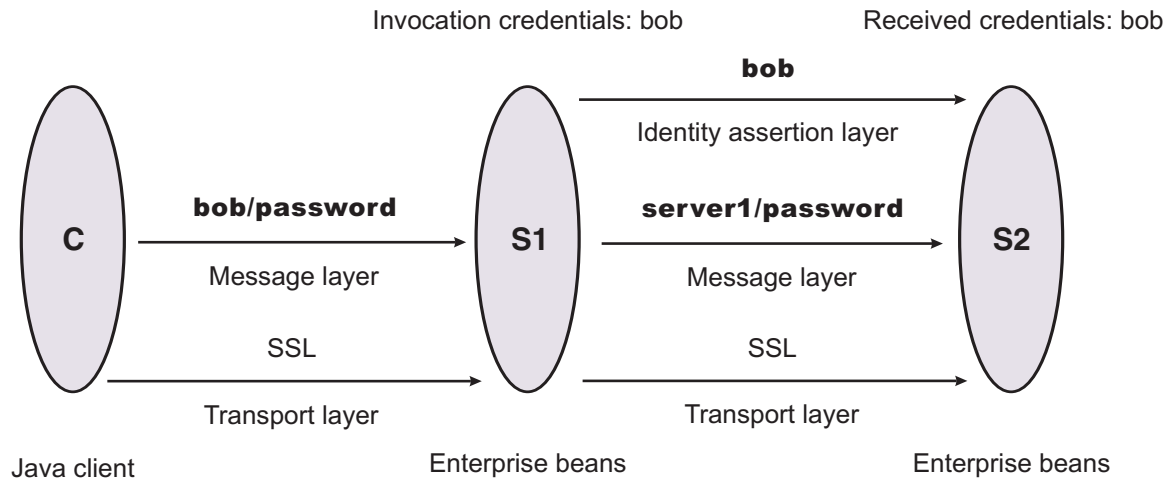 Invocation credentials: bob
Received credentials: bob
bob
Identity assertion layer
bob/password
server1/password
C
S1
S2
Message layer
Message layer
SSL
SSL
Transport layer
Transport layer
Java client
Enterprise beans
Enterprise beans